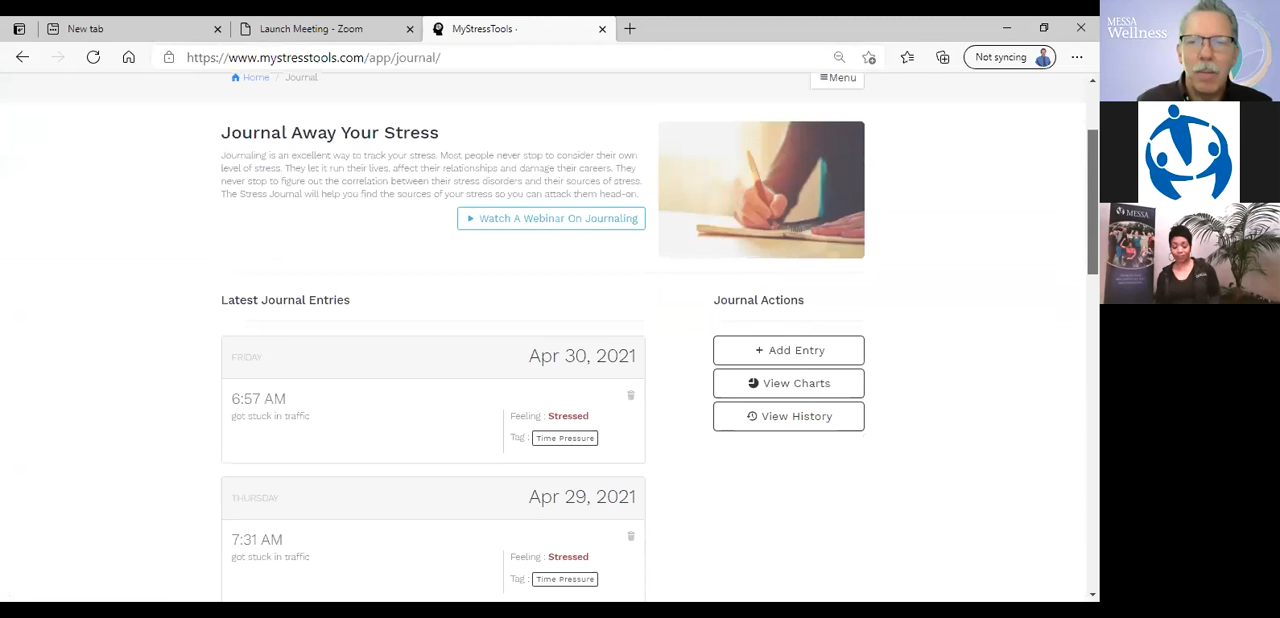 New tab
Launch Meeting - Zoom
MyStressTools -
https://www.mystresstools.com/app/journal/
Not syncing
MESSA
Wellness
Home / Journal
Menu
Journal Away Your Stress
Journaling is an excellent way to track your stress. Most people never stop to consider their own
level of stress. They let it run their lives, affect their relationships and damage their careers. They
never stop to figure out the correlation between their stress disorders and their sources of stress.
The Stress Journal will help you find the sources of your stress so you can attack them head-on.
Watch A Webinar On Journaling
MESSA
Latest Journal Entries
Journal Actions
FRIDAY
Apr 30, 2021
+ Add Entry
View Charts
View History
6:57 AM
got stuck in traffic
Feeling : Stressed
Tag : Time Pressure
THURSDAY
Apr 29, 2021
7:31 AM
got stuck in traffic
Feeling : Stressed
Tag : Time Pressure